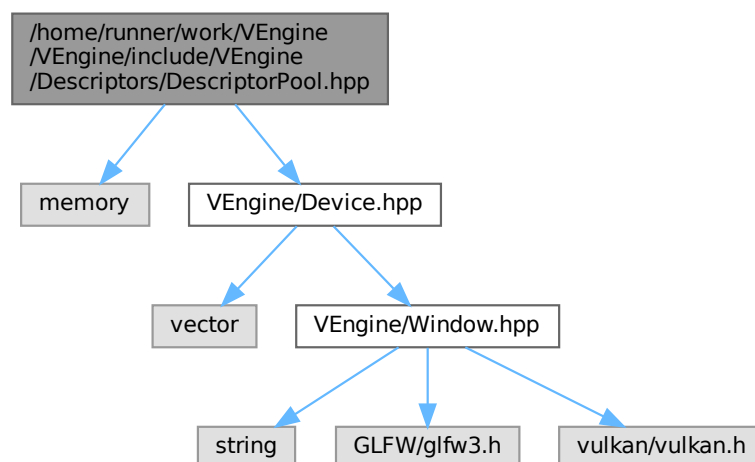 /home/runner/work/VEngine
/VEngine/include/VEngine
/Descriptors/DescriptorPool.hpp
memory
VEngine/Device.hpp
vector
VEngine/Window.hpp
string
GLFW/glfw3.h
vulkan/vulkan.h